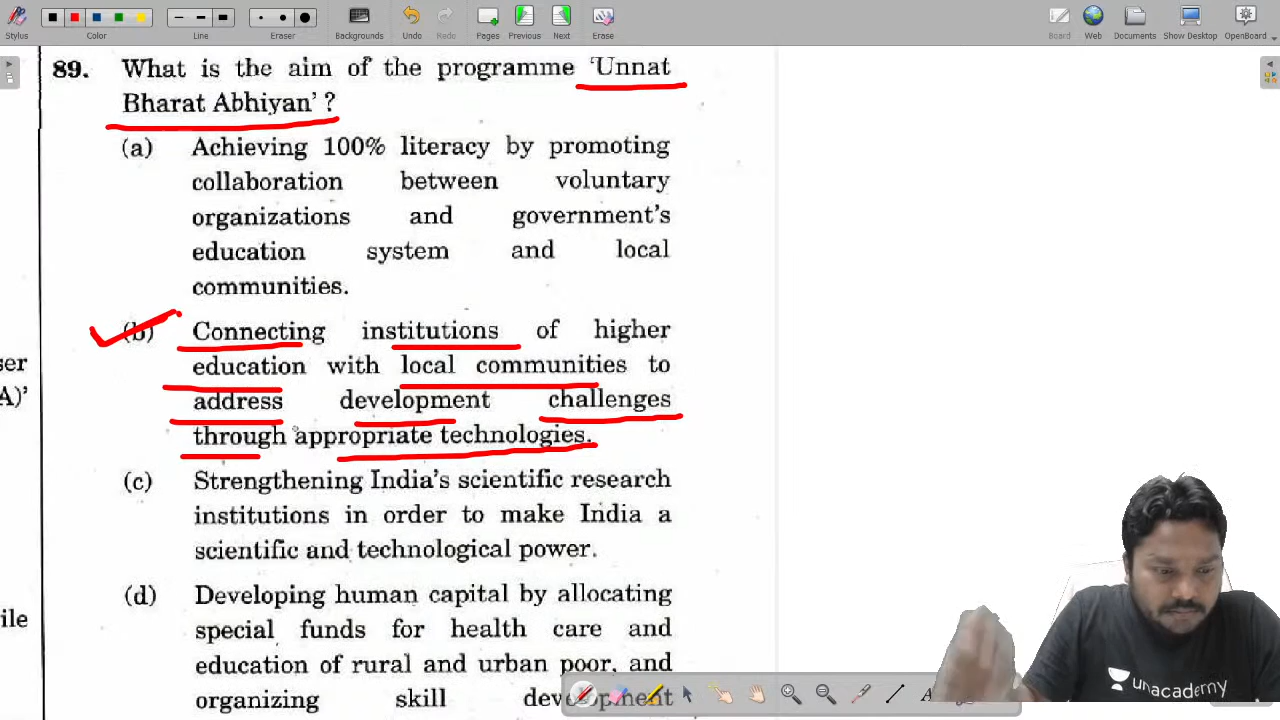 Stylus
Color
Line
Eraser
Backgrounds
Undo
Redo
Pages
Previous
Next
Erase
Board
Web
Documents
Show Desktop
OpenBoard
89. What is the aim of the programme 'Unnat
Bharat Abhiyan' ?
(a) Achieving 100% literacy by promoting
collaboration between voluntary
organizations and government's
education system and local
communities.
(b) Connecting institutions of higher
education with local communities to
address development challenges
through appropriate technologies.
(c) Strengthening India's scientific research
institutions in order to make India a
scientific and technological power.
(d) Developing human capital by allocating
special funds for health care and
education of rural and urban poor, and
organizing skill development
ser
A)'
ile
unacademy